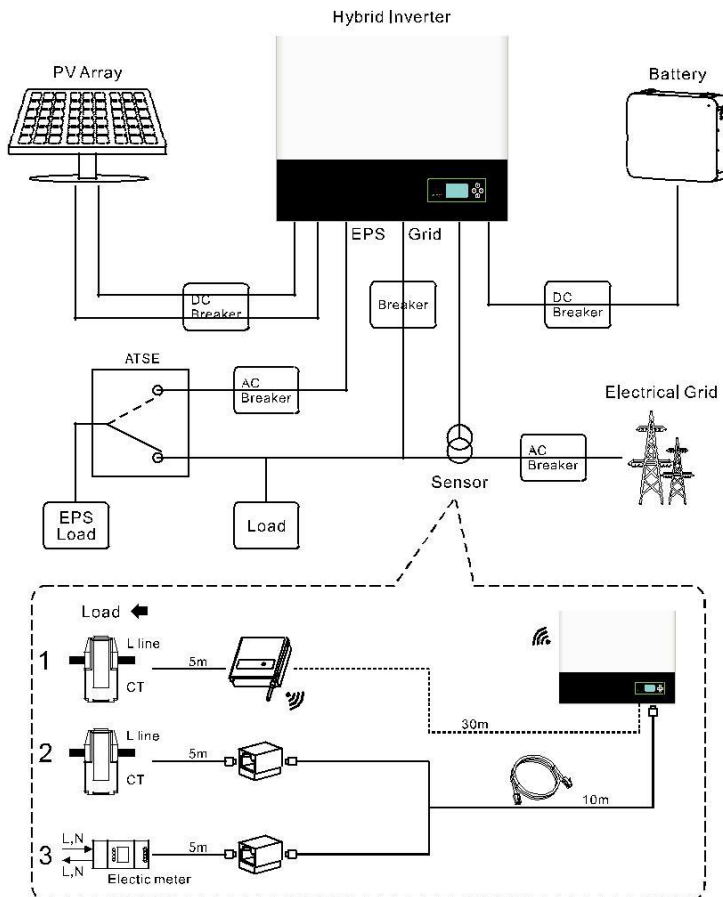 Hybrid Inverter
PV Array
Battery
EPS
Grid
DC
Breaker
Breaker
DC
Breaker
ATSE
AC
Breaker
Electrical Grid
AC
Breaker
Sensor
EPS
Load
Load
Load
1
L line
5m
CT
30m
2
L line
5m
CT
10m
3
L,N
L,N
5m
Electic meter